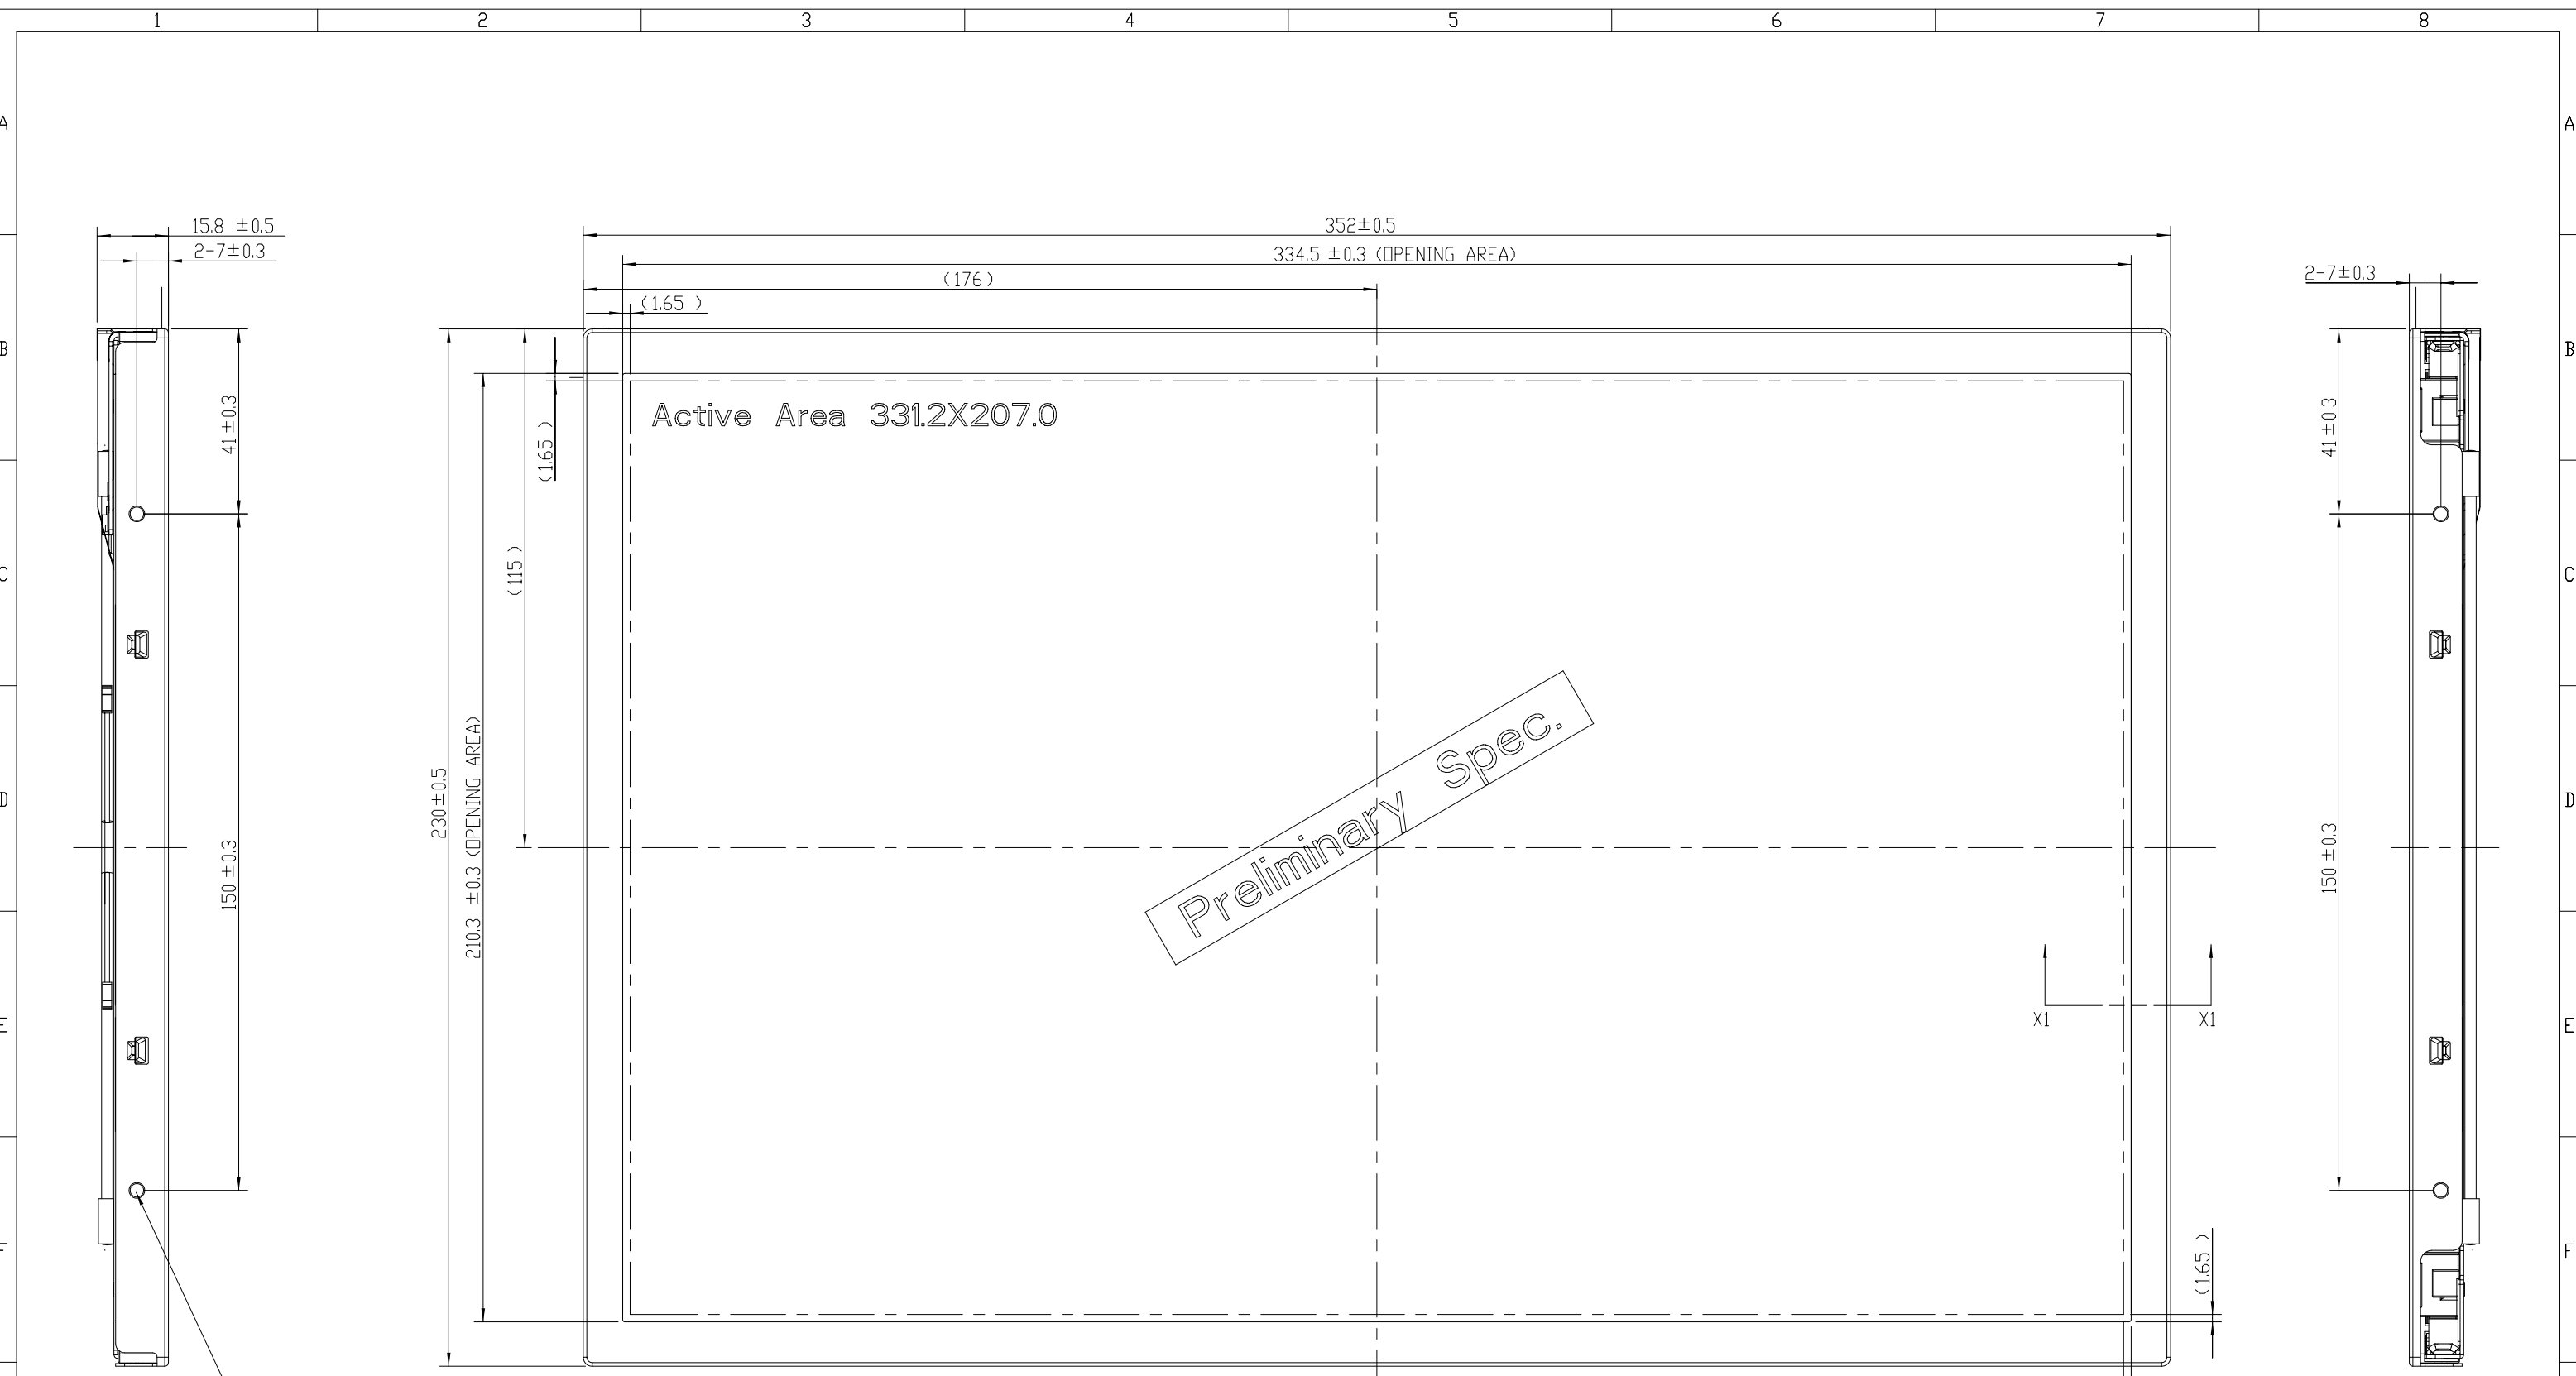 1 2 3 4 5 6 7 8
A A
15.8 ±0.5
2-7±0.3
352±0.5
334.5 ±0.3 (OPENING AREA)
(176)
(1.65 )
2-7±0.3
B B
41±0.3
(1.65 )
Active Area 331.2X207.0
41±0.3
C C
(115 )
Preliminary Spec.
D D
230±0.5
210.3 ±0.3 (OPENING AREA)
150 ±0.3
150 ±0.3
X1 X1
E E
(1.65 )
F F